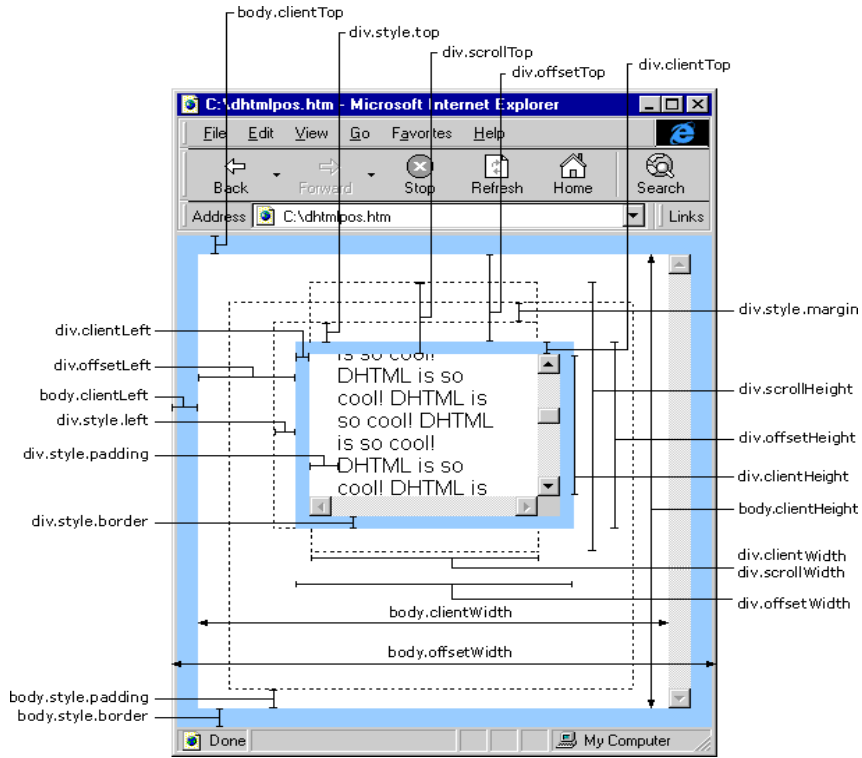 body.clientTop
div.style.top
div.scrollTop
div.offsetTop
div.clientTop
C:\dhtmlpos.htm - Microsoft Internet Explorer
File Edit View Go Favorites Help
Back Forward Stop Refresh Home Search
Address C:\dhtmlpos.htm Links
div.style.margin
div.clientLeft
div.offsetLeft
body.clientLeft
div.style.left
div.style.padding
div.style.border
is so cool!
DHTML is so
cool! DHTML is
so cool! DHTML
is so cool!
DHTML is so
cool! DHTML is
div.scrollHeight
div.offsetHeight
div.clientHeight
body.clientHeight
div.clientWidth
div.scrollWidth
div.offsetWidth
body.clientWidth
body.offsetWidth
body.style.padding
body.style.border
Done My Computer